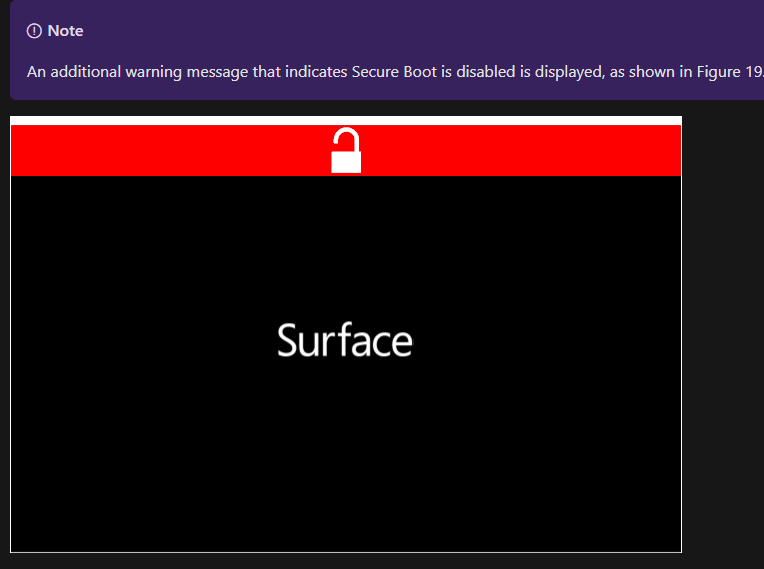 Note
An additional warning message that indicates Secure Boot is disabled is displayed, as shown in Figure 19.
Surface